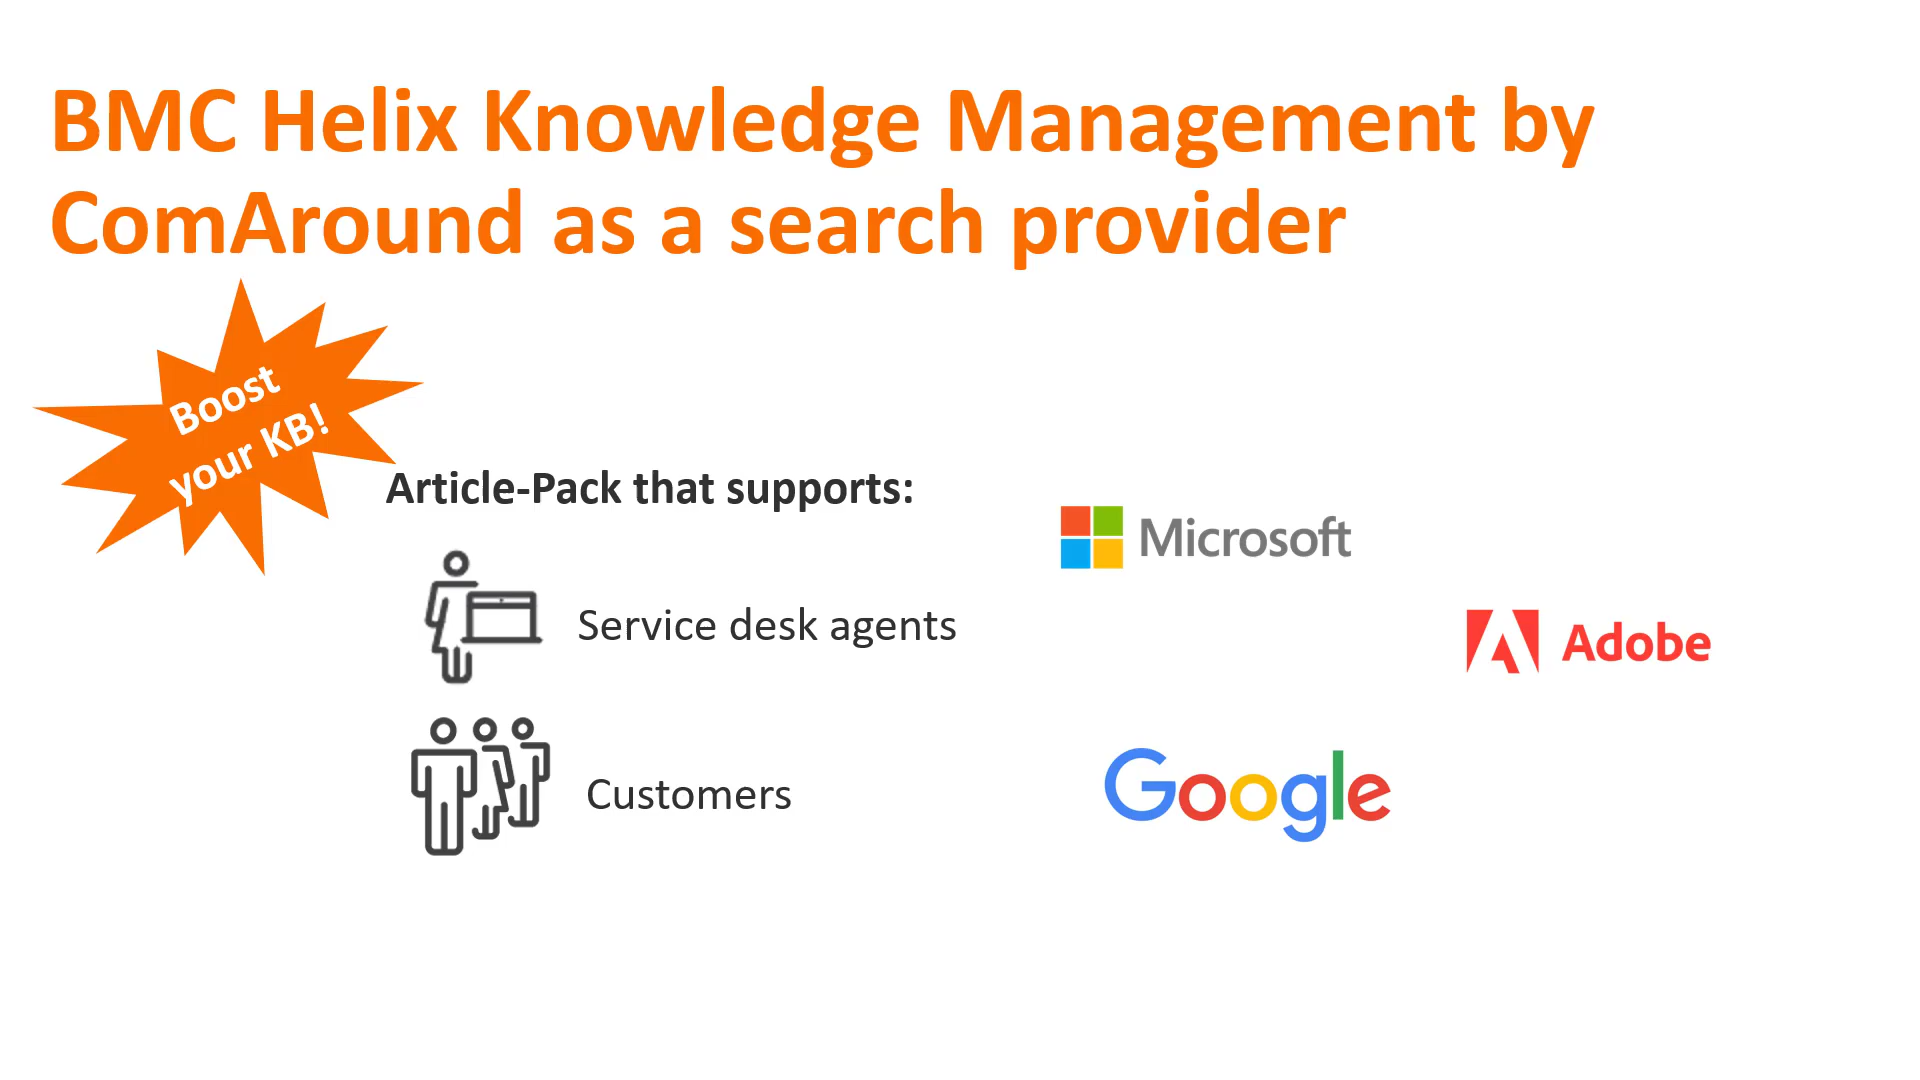 BMC Helix Knowledge Management by
ComAround as a search provider
Boost
your KB!
Article-Pack that supports:
Microsoft
Service desk agents
Adobe
Customers
Google